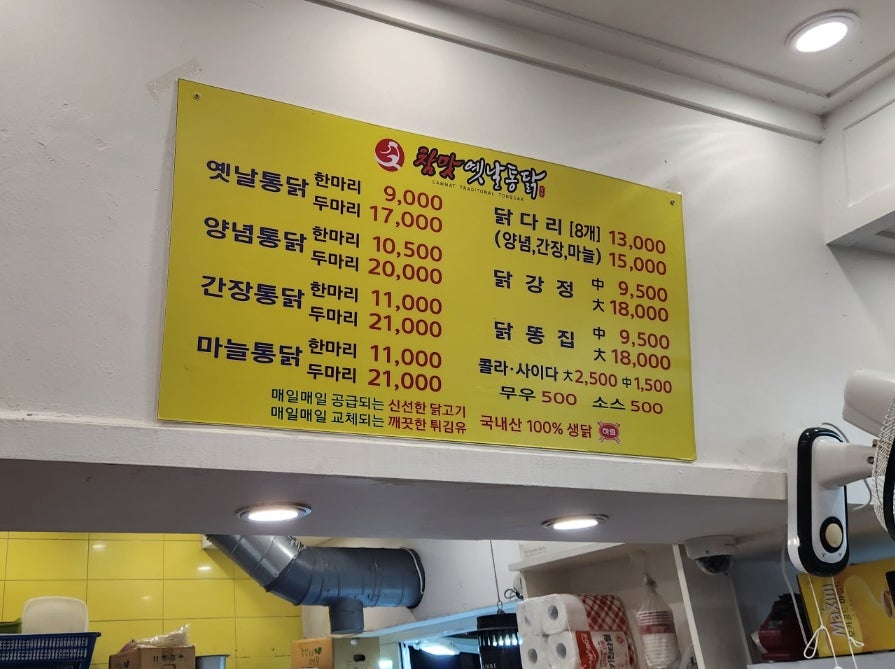 참맛 옛날통닭
CAMMAT TRADITONAL TONGDAK
옛날통닭 한마리 9,000
두마리 17,000
양념통닭 한마리 10,500
두마리 20,000
간장통닭 한마리 11,000
두마리 21,000
마늘통닭 한마리 11,000
두마리 21,000
매일매일 공급되는 신선한 닭고기
매일매일 교체되는 깨끗한 튀김유
닭다리 [8개] 13,000
(양념,간장,마늘) 15,000
닭강정 中 9,500
大 18,000
닭똥집 中 9,500
大 18,000
콜라·사이다 大2,500 中1,500
무우 500 소스 500
국내산 100% 생닭 하림
Maxim